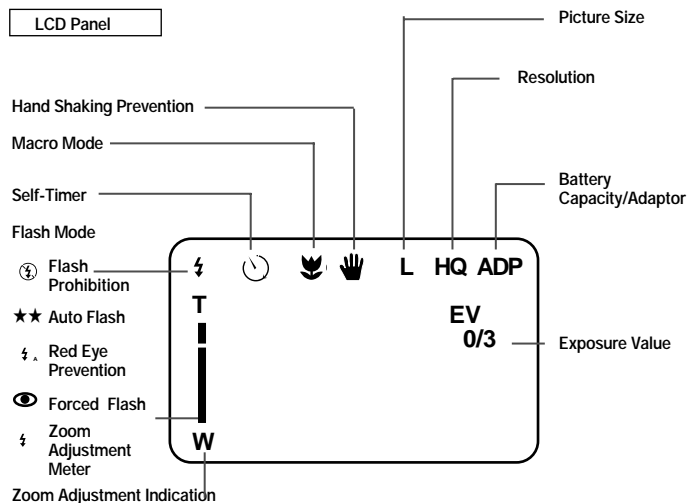 LCD Panel
Picture Size
Resolution
Hand Shaking Prevention
Macro Mode
Battery
Capacity/Adaptor
Self-Timer
Flash Mode
Flash
Prohibition
★★ Auto Flash
A Red Eye
Prevention
Forced Flash
Zoom
Adjustment
Meter
Zoom Adjustment Indication
L HQ ADP
T
EV
0/3
W
Exposure Value